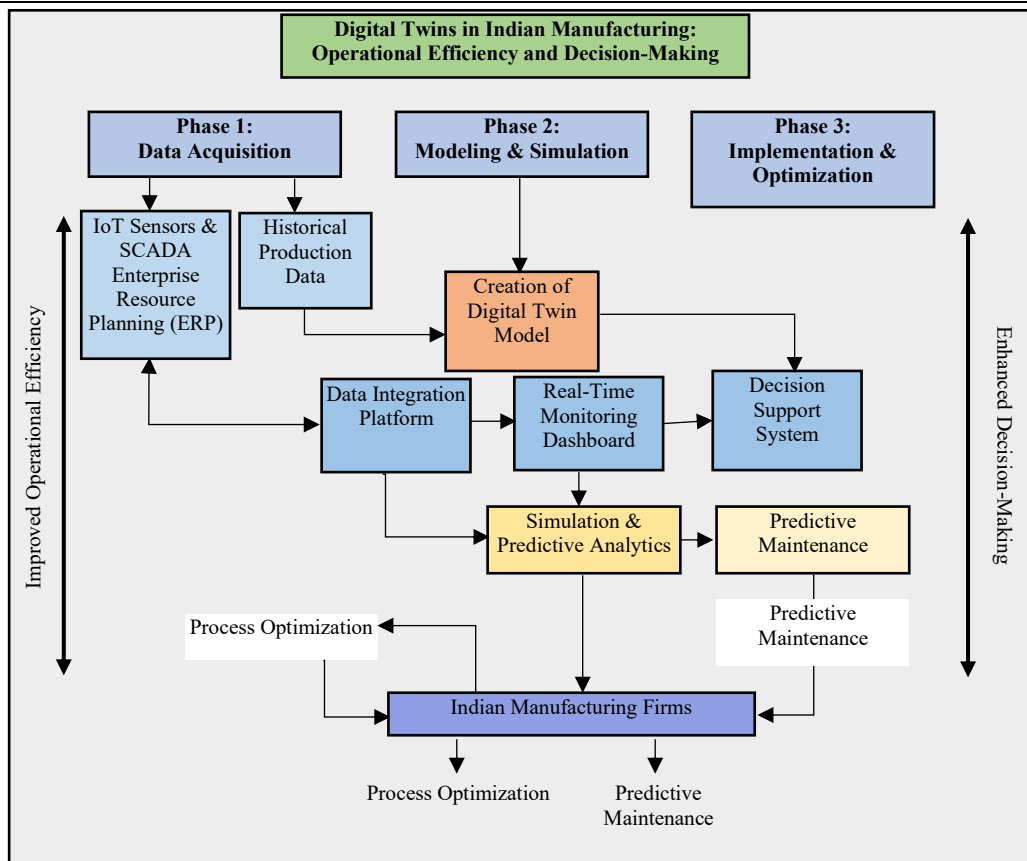 Digital Twins in Indian Manufacturing:
Operational Efficiency and Decision-Making
Phase 1:
Data Acquisition
Phase 2:
Modeling & Simulation
Phase 3:
Implementation &
Optimization
IoT Sensors &
SCADA
Enterprise
Resource
Planning (ERP)
Historical
Production
Data
Creation of
Digital Twin
Model
Improved Operational Efficiency
Enhanced Decision-Making
Data Integration
Platform
Real-Time
Monitoring
Dashboard
Decision
Support
System
Simulation &
Predictive Analytics
Predictive
Maintenance
Process Optimization
Predictive
Maintenance
Indian Manufacturing Firms
Process Optimization
Predictive
Maintenance